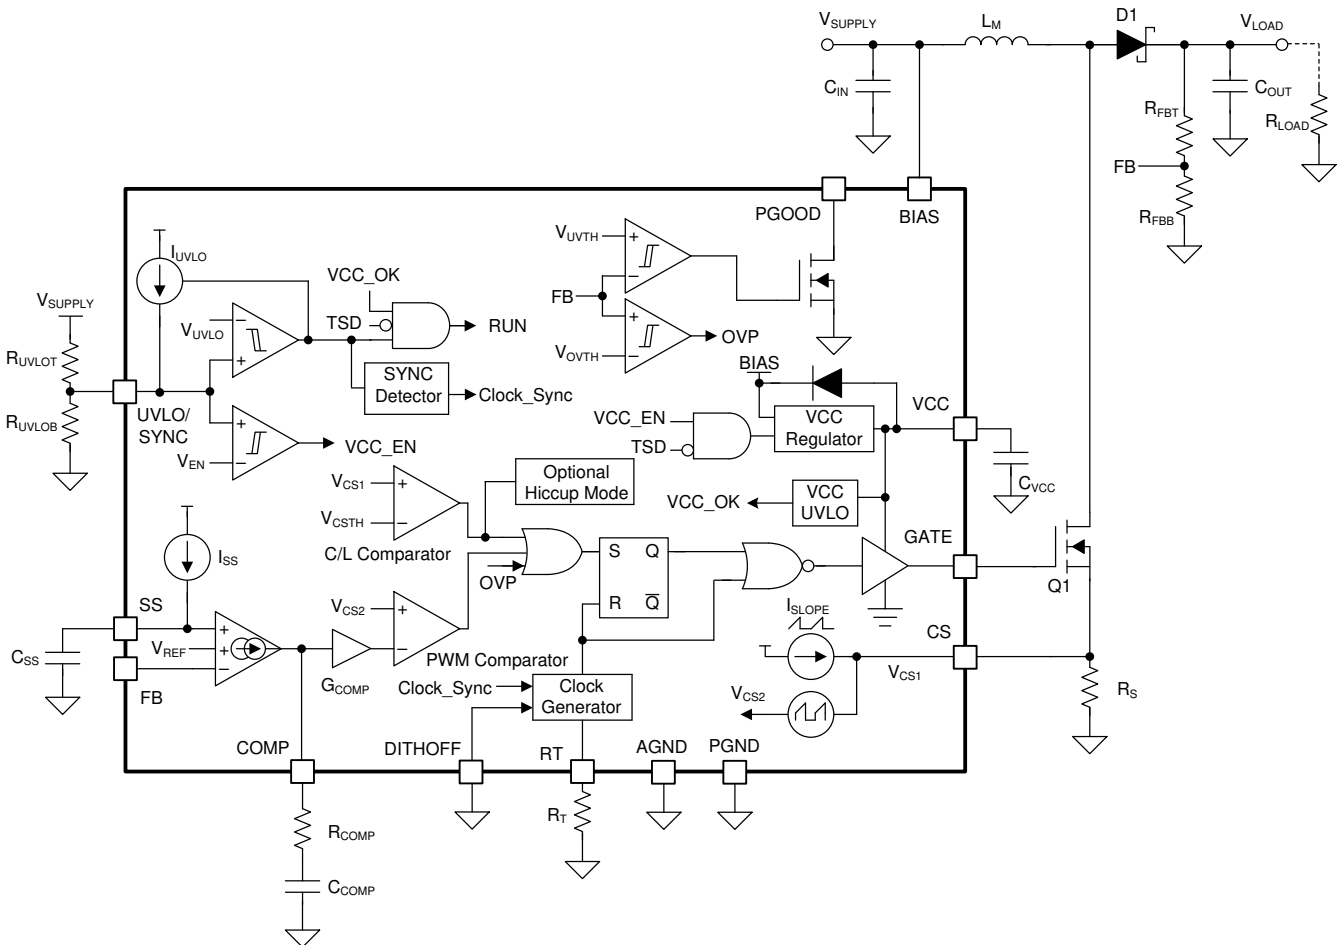 VSUPPLY
LM
D1
VLOAD
CIN
COUT
RFBT
RLOAD
FB
RFBB
PGOOD
BIAS
IUVLO
VCC_OK
VUVTH
FB
VSUPPLY
VUVLO
TSD
RUN
OVP
VOVTH
RUVLOT
SYNC
Detector
Clock_Sync
BIAS
UVLO/
SYNC
RUVLOB
VCC_EN
VCC
Regulator
VCC
TSD
VEN
VCC_EN
VCS1
Optional
Hiccup Mode
CVCC
VCSTH
VCC_OK
VCC
UVLO
C/L Comparator
GATE
ISS
S
Q
OVP
Q1
SS
VCS2
R
Q
ISLOPE
CS
VREF
CSS
PWM Comparator
VCS1
FB
GCOMP
Clock_Sync
Clock
Generator
VCS2
RS
COMP
DITHOFF
RT
AGND
PGND
RT
RCOMP
CCOMP